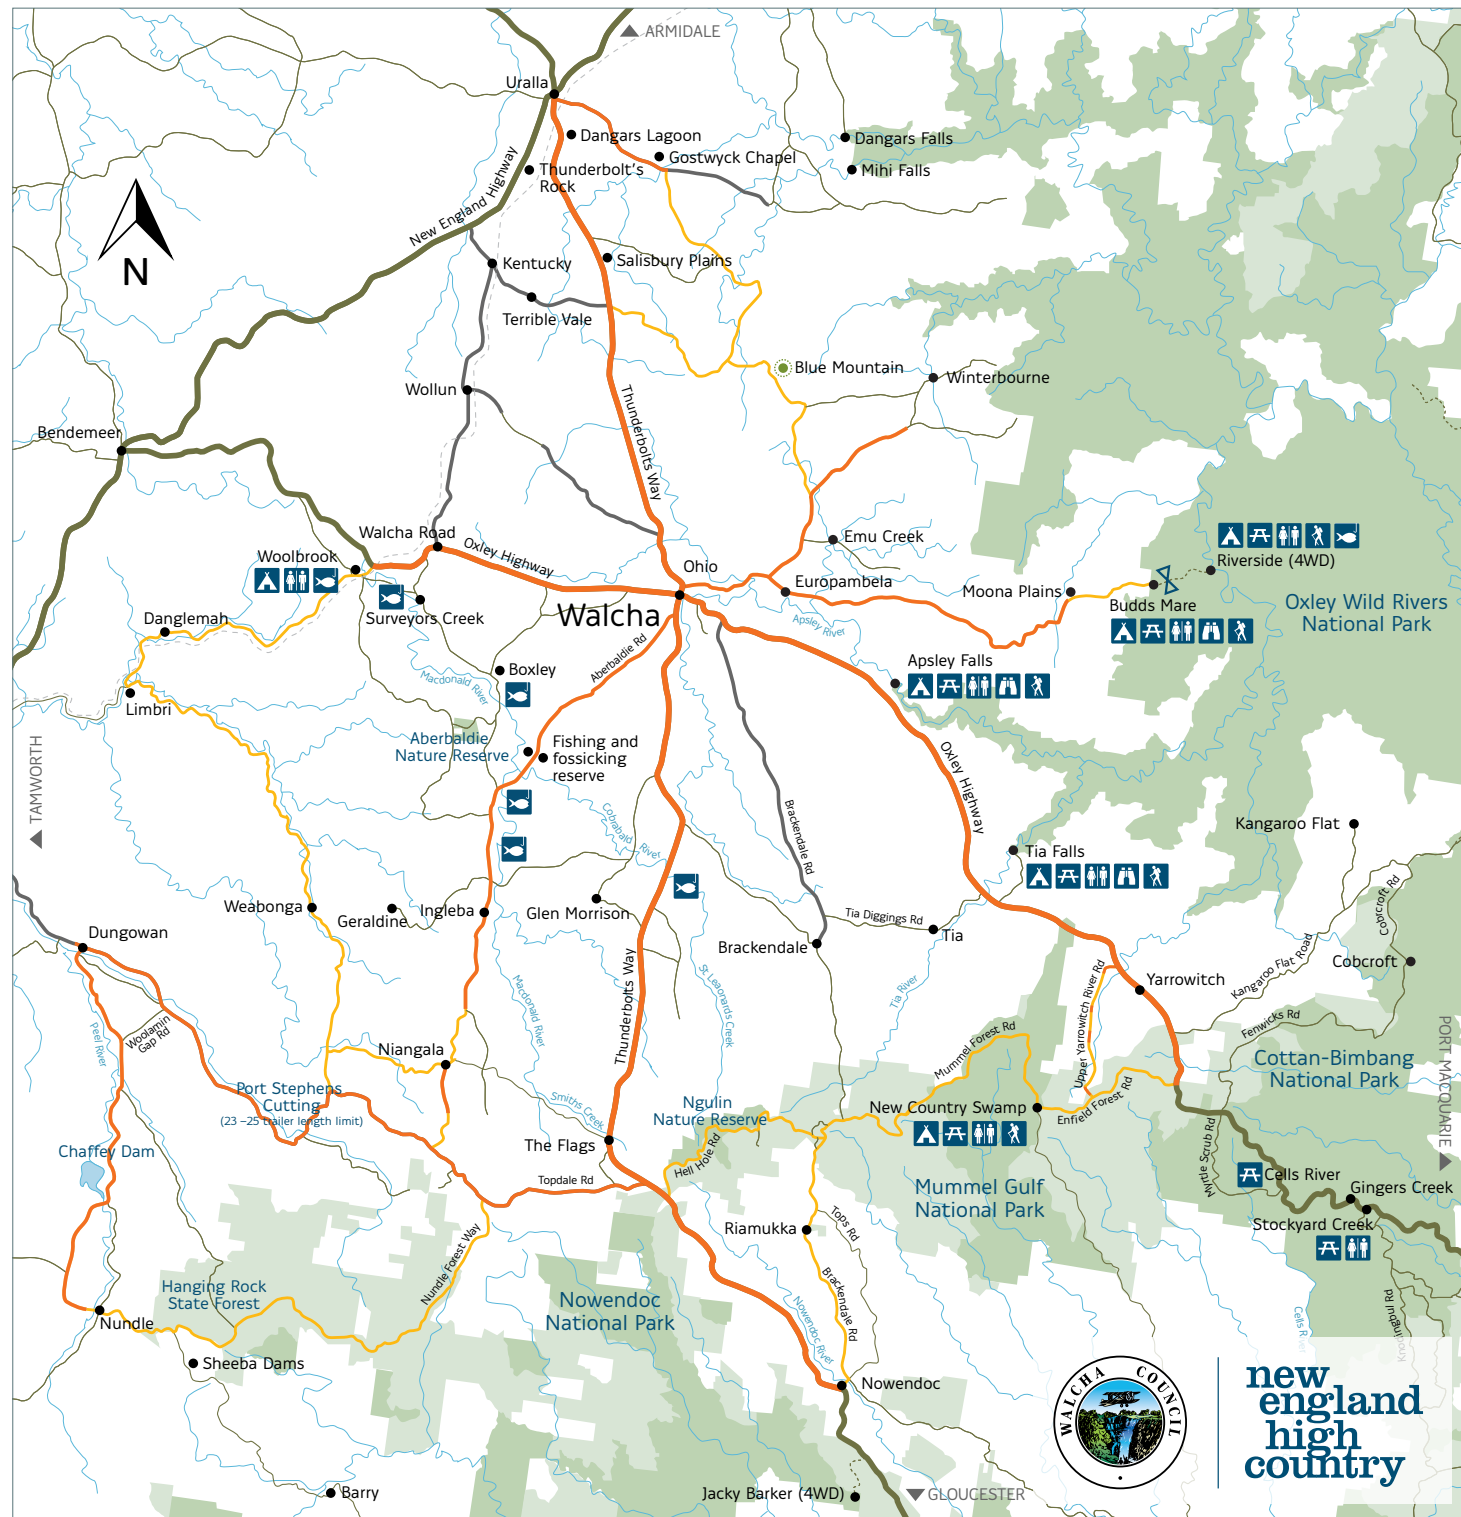 ARMIDALE
Uralla
Dangars Lagoon
Dangars Falls
Gostwyck Chapel
Thunderbolt's
Rock
Mihi Falls
New England Highway
N
Kentucky
Salisbury Plains
Terrible Vale
Blue Mountain
Winterbourne
Wollun
Thunderbolts Way
Bendemeer
Walcha Road
Oxley Highway
Emu Creek
Woolbrook
Ohio
Riverside (4WD)
Europambela
Moona Plains
Budds Mare
Oxley Wild Rivers
National Park
Walcha
Surveyors Creek
Danglemah
Apsley River
Aberbaldie Rd
Apsley Falls
Boxley
Macdonald River
Limbri
Aberbaldie
Nature Reserve
Fishing and
fossicking
reserve
TAMWORTH
Oxley Highway
Cobrabald River
Brackendale Rd
Kangaroo Flat
Tia Falls
Cobcroft Rd
Weabonga
Geraldine
Ingleba
Glen Morrison
Tia Diggings Rd
Tia
Dungowan
Brackendale
Kangaroo Flat Road
Cobcroft
Thunderbolts Way
Macdonald River
St Leonards Creek
Tia River
Upper Yarrowitch River Rd
Yarrowitch
Woolamin
Gap Rd
Peel River
Fenwicks Rd
Mummel Forest Rd
Niangala
Cottan-Bimbang
National Park
PORT MACQUARIE
Port Stephens
Cutting
(23 –25 trailer length limit)
Smiths Creek
Ngulin
Nature Reserve
New Country Swamp
Enfield Forest Rd
The Flags
Chaffey Dam
Hell Hole Rd
Myrtle Scrub Rd
Topdale Rd
Cells River
Gingers Creek
Mummel Gulf
National Park
Stockyard Creek
Riamukka
Tops Rd
Nundle Forest Way
Hanging Rock
State Forest
Nowendoc
National Park
Brackendale Rd
Nowendoc River
Nundle
Sheeba Dams
Nowendoc
WALCHA COUNCIL
new
england
high
country
Barry
Jacky Barker (4WD)
GLOUCESTER